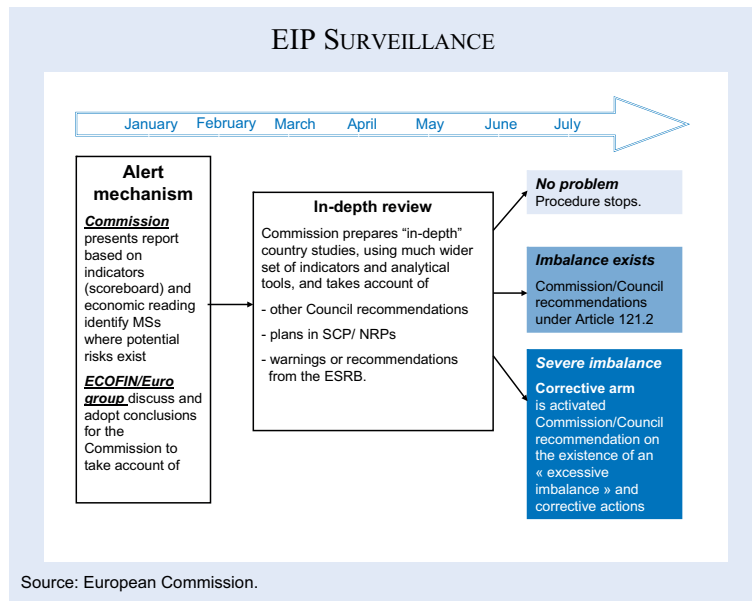 EIP SURVEILLANCE
January February March April May June July
Alert
mechanism
Commission
presents report
based on
indicators
(scoreboard) and
economic reading
identify MSs
where potential
risks exist
ECOFIN/Euro
group discuss and
adopt conclusions
for the
Commission to
take account of
In-depth review
Commission prepares “in-depth”
country studies, using much wider
set of indicators and analytical
tools, and takes account of
- other Council recommendations
- plans in SCP/ NRPs
- warnings or recommendations
from the ESRB.
No problem
Procedure stops.
Imbalance exists
Commission/Council
recommendations
under Article 121.2
Severe imbalance
Corrective arm
is activated
Commission/Council
recommendation on
the existence of an
« excessive
imbalance » and
corrective actions
Source: European Commission.